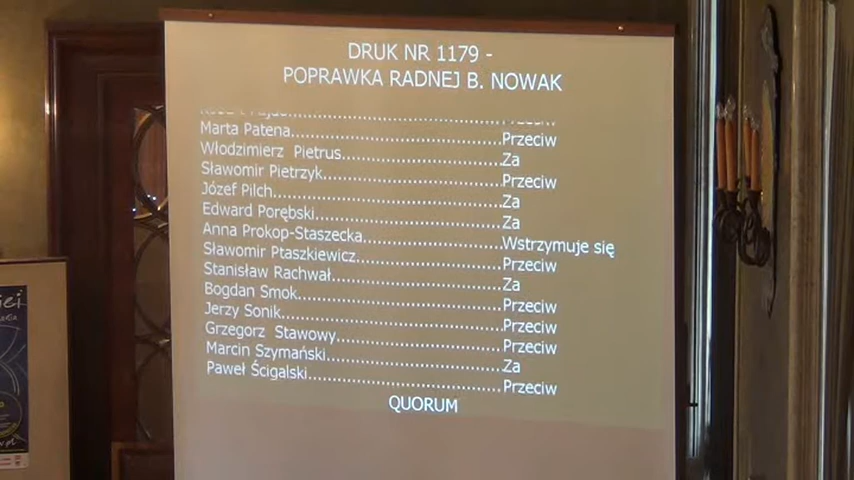 DRUK NR 1179 -
POPRAWKA RADNEJ B. NOWAK
Marta Patena..............................Przeciw
Włodzimierz Pietrus..............................Za
Sławomir Pietrzyk..............................Przeciw
Józef Pilch..............................Za
Edward Porębski..............................Za
Anna Prokop-Staszecka..............................Wstrzymuje się
Sławomir Ptaszkiewicz..............................Przeciw
Stanisław Rachwał..............................Za
Bogdan Smok..............................Przeciw
Jerzy Sonik..............................Przeciw
Grzegorz Stawowy..............................Przeciw
Marcin Szymański..............................Za
Paweł Ścigalski..............................Przeciw
QUORUM